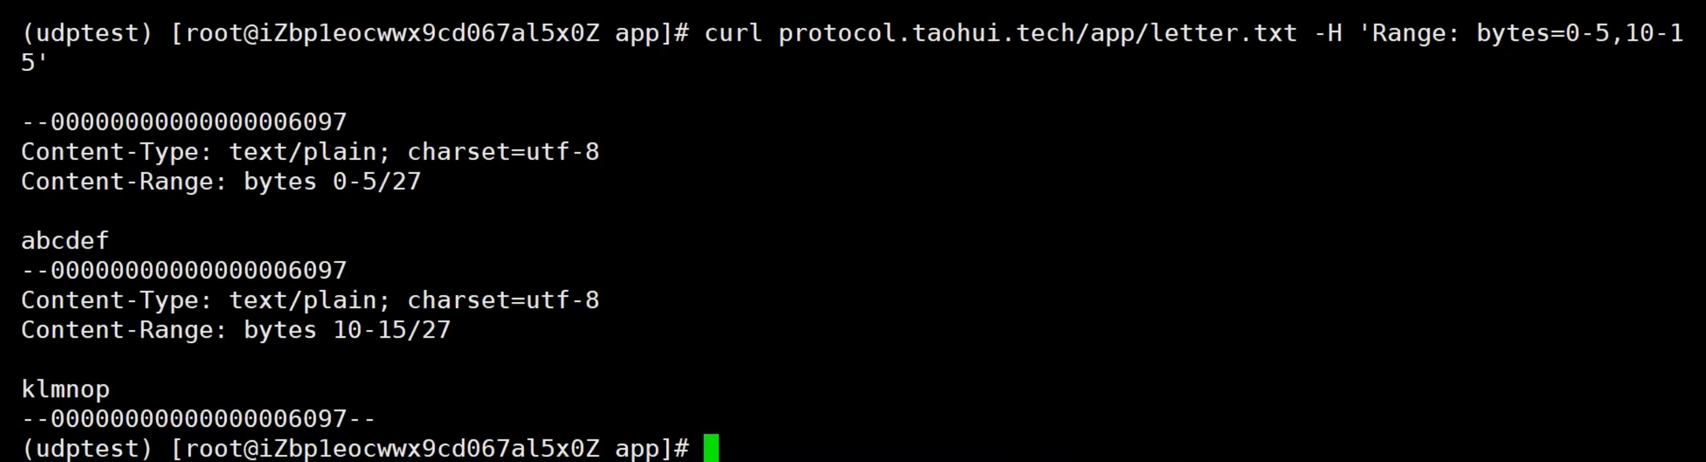 (udptest) [root@iZbp1eocwwx9cd067al5x0Z app]# curl protocol.taohui.tech/app/letter.txt -H 'Range: bytes=0-5,10-1
5'
--00000000000000006097
Content-Type: text/plain; charset=utf-8
Content-Range: bytes 0-5/27
abcdef
--00000000000000006097
Content-Type: text/plain; charset=utf-8
Content-Range: bytes 10-15/27
klmnop
--00000000000000006097--
(udptest) [root@iZbp1eocwwx9cd067al5x0Z app]#